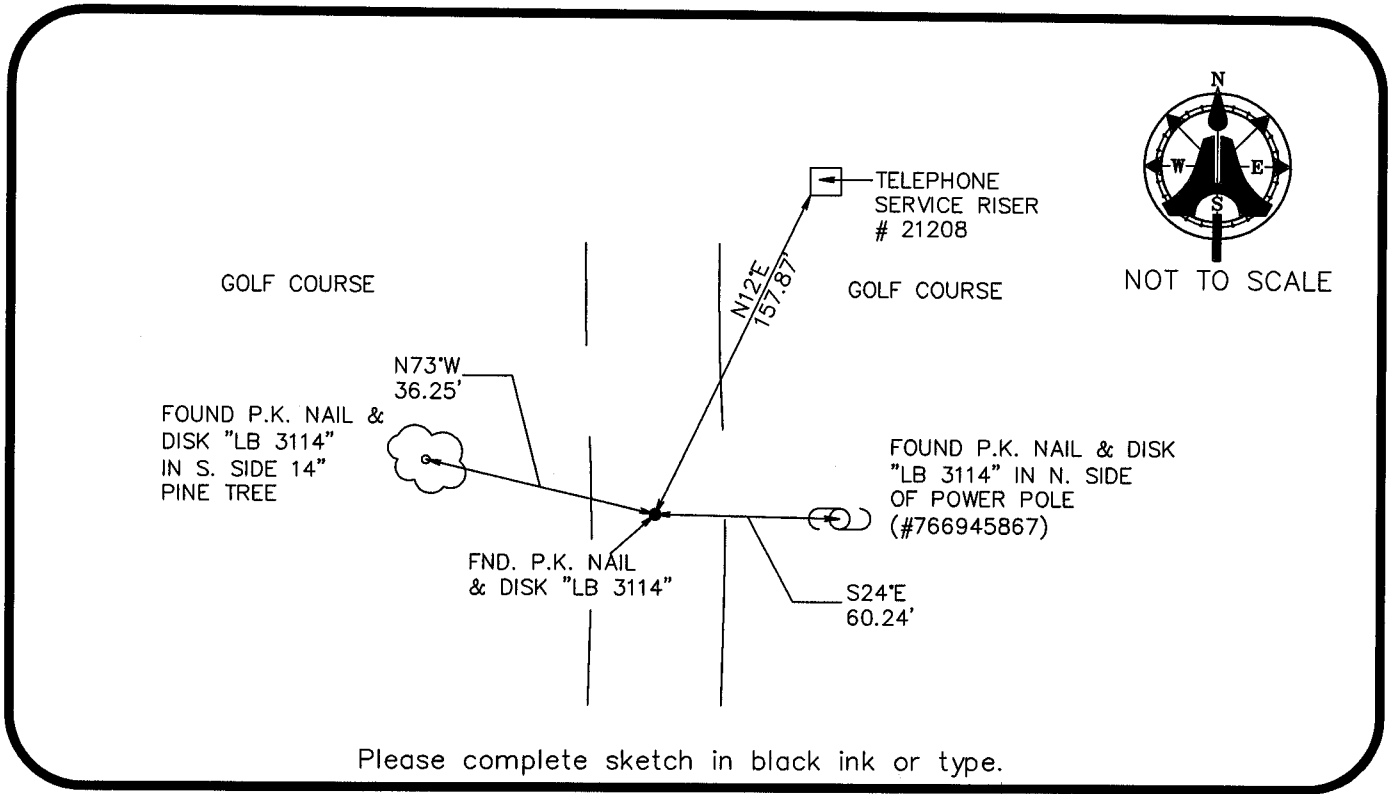 N
W
E
S
NOT TO SCALE
TELEPHONE
SERVICE RISER
# 21208
GOLF COURSE
GOLF COURSE
N12°E
157.87'
N73°W
36.25'
FOUND P.K. NAIL &
DISK "LB 3114"
IN S. SIDE 14"
PINE TREE
FOUND P.K. NAIL & DISK
"LB 3114" IN N. SIDE
OF POWER POLE
(#766945867)
FND. P.K. NAIL
& DISK "LB 3114"
S24°E
60.24'
Please complete sketch in black ink or type.